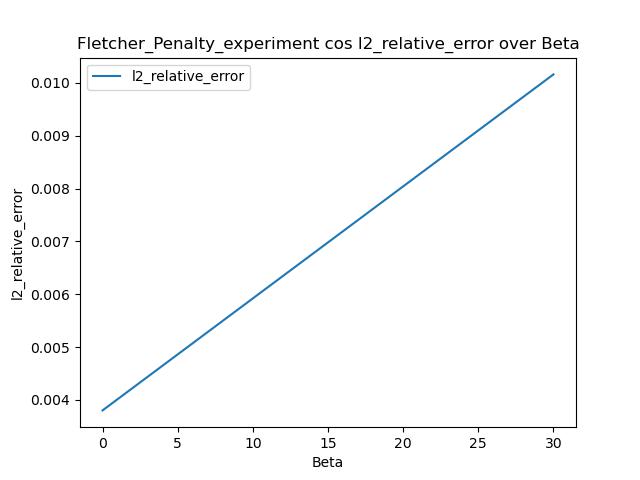 Fletcher_Penalty_experiment cos l2_relative_error over Beta
l2_relative_error
0.010
0.009
0.008
0.007
0.006
0.005
0.004
l2_relative_error
0 5 10 15 20 25 30
Beta